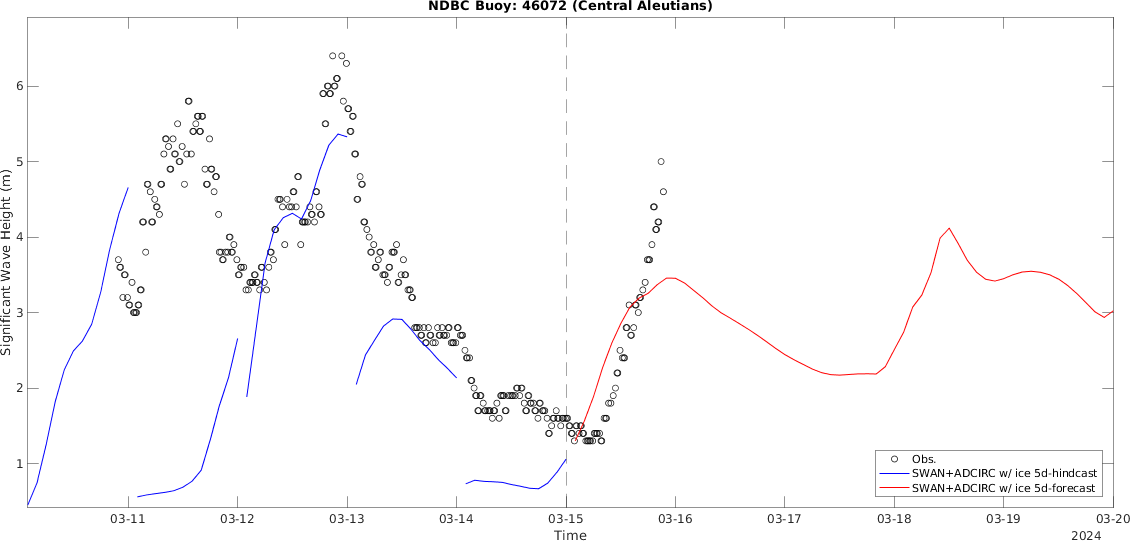 NDBC Buoy: 46072 (Central Aleutians)
Significant Wave Height (m)
6
5
4
3
2
1
Obs.
SWAN+ADCIRC w/ ice 5d-hindcast
SWAN+ADCIRC w/ ice 5d-forecast
03-11 03-12 03-13 03-14 03-15 03-16 03-17 03-18 03-19 03-20
Time
2024